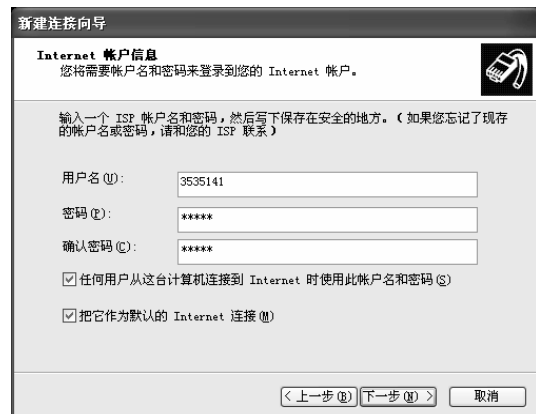 新建连接向导
Internet 帐户信息
您将需要帐户名和密码来登录到您的 Internet 帐户。
输入一个 ISP 帐户名和密码，然后写下保存在安全的地方。（如果您忘记了现存
的帐户名或密码，请和您的 ISP 联系）
用户名(U): 3535141
密码(P): *****
确认密码(C): *****
任何用户从这台计算机连接到 Internet 时使用此帐户名和密码(S)
把它作为默认的 Internet 连接(M)
< 上一步(B) 下一步(N) > 取消